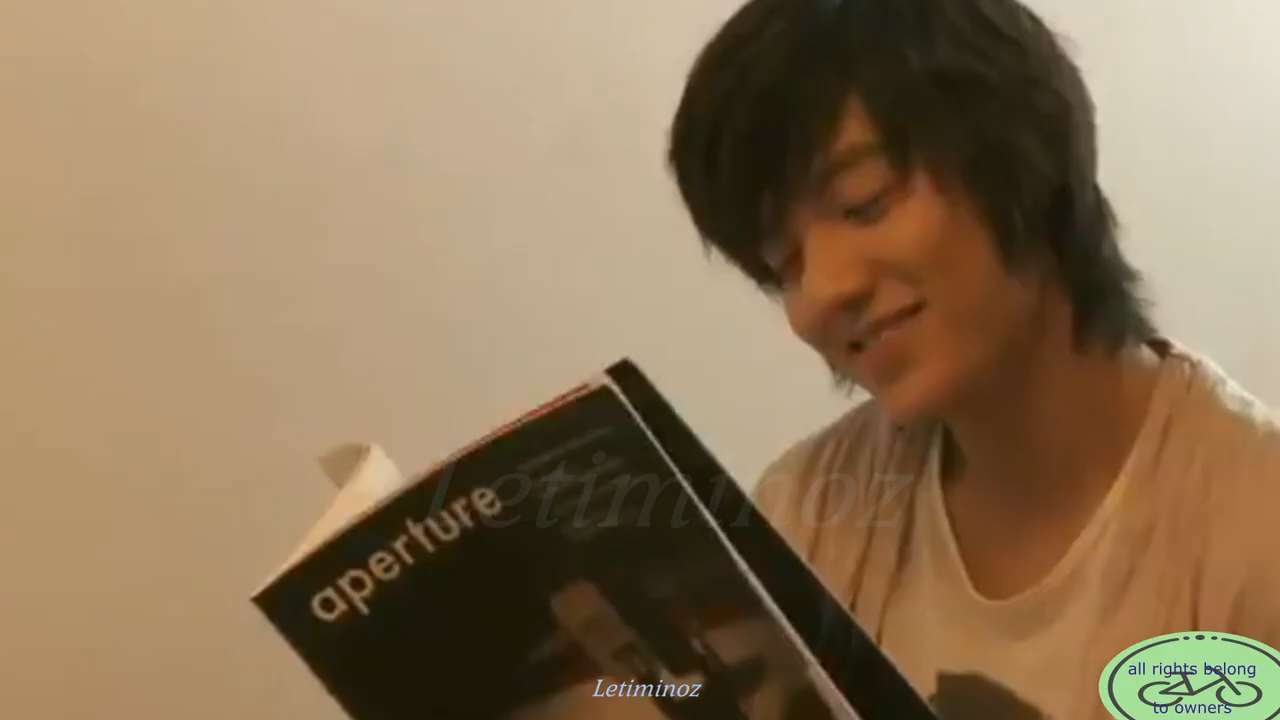 aperture
Letiminoz
Letiminoz
all rights belong
to owners